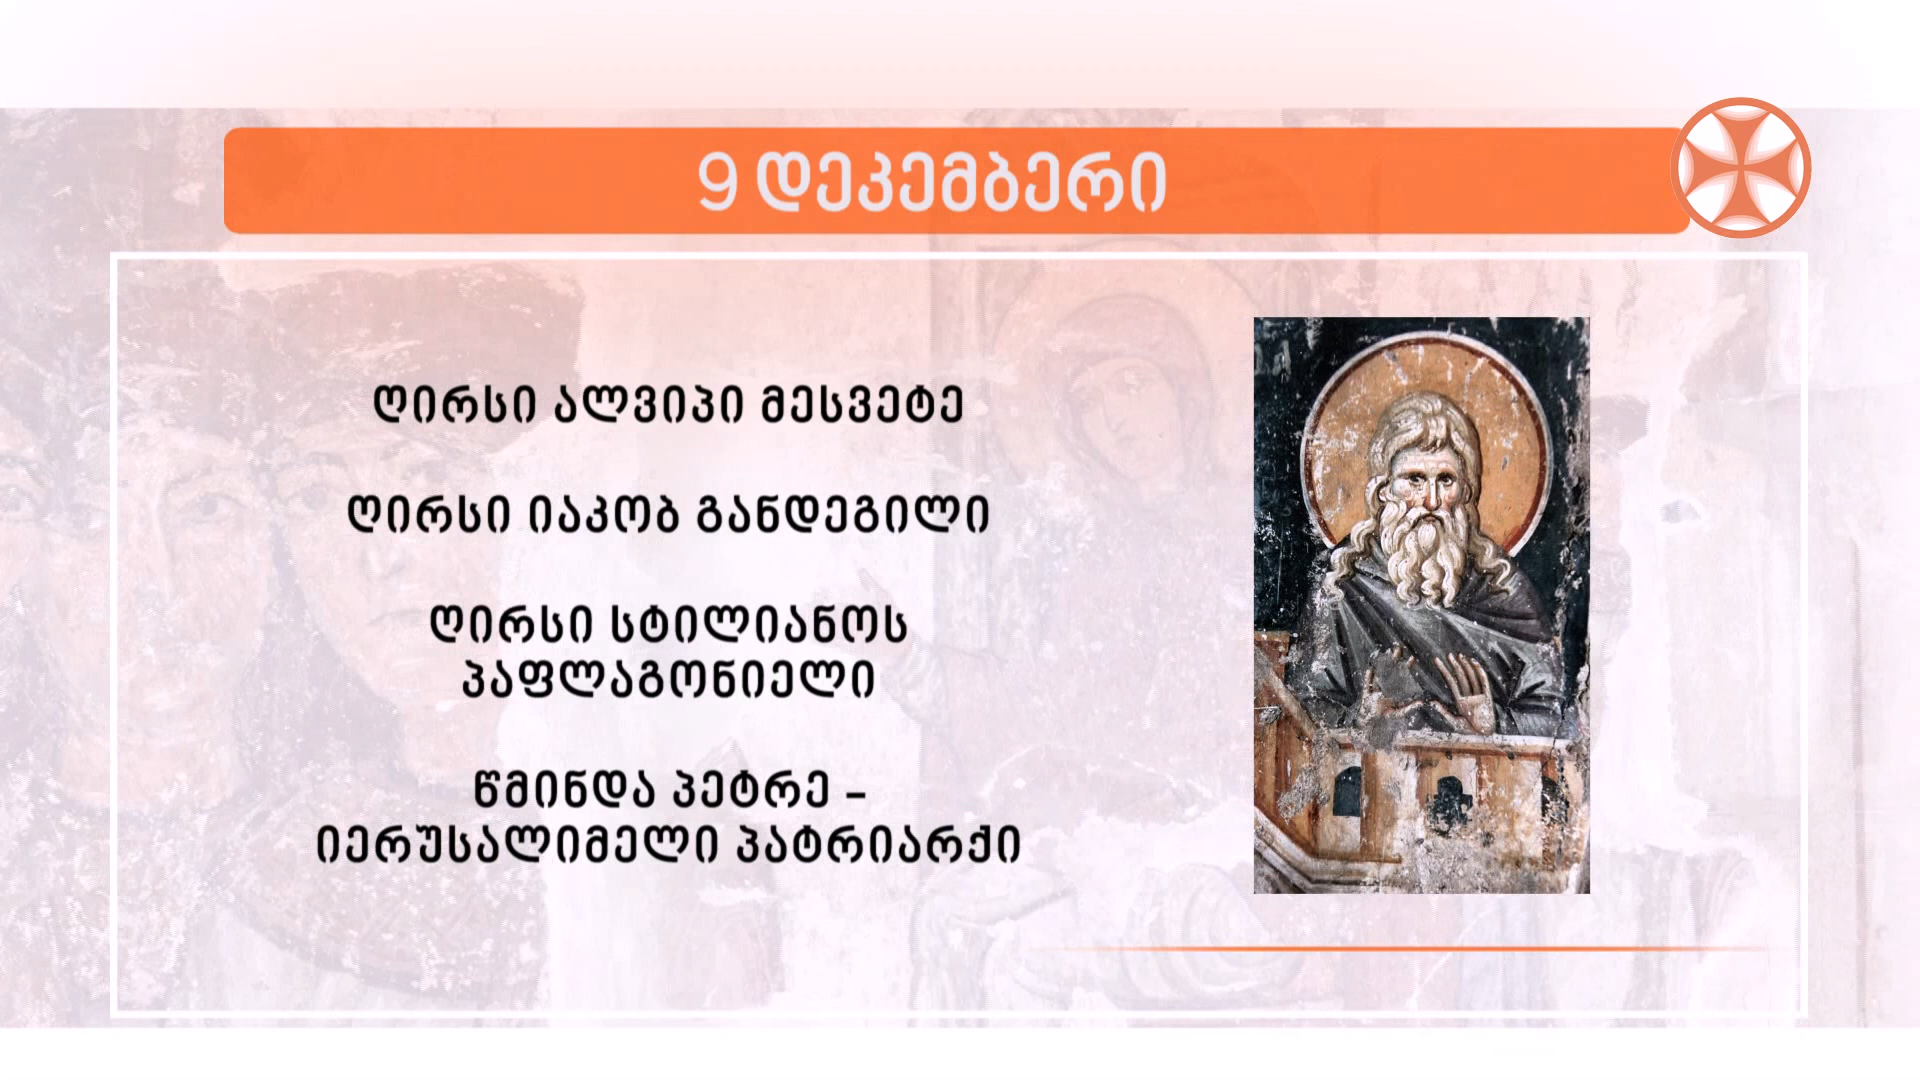 9 დეკემბერი
ღირსი ალვიპი მესვეტე
ღირსი იაკობ განდეგილი
ღირსი სტილიანოს
პაფლაგონიელი
წმინდა პეტრე –
იერუსალიმელი პატრიარქი